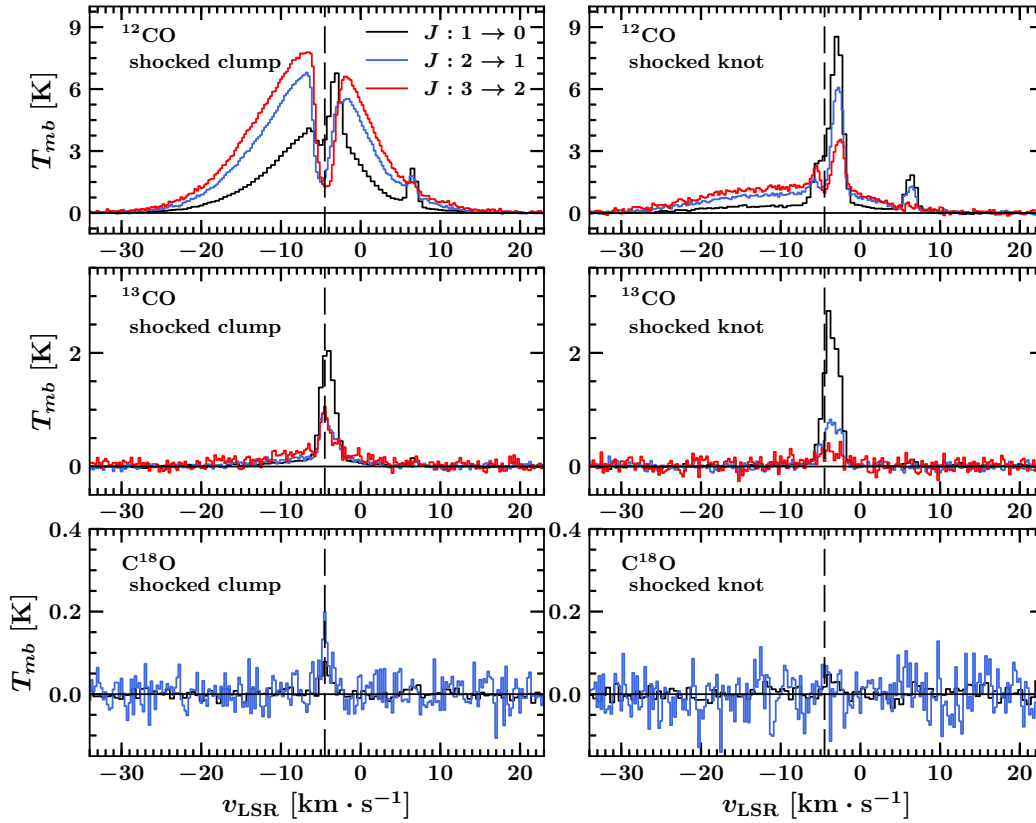 ¹²CO
shocked clump
J : 1 → 0
J : 2 → 1
J : 3 → 2
T_mb [K]
9
6
3
0
−30 −20 −10 0 10 20
¹²CO
shocked knot
T_mb [K]
9
6
3
0
−30 −20 −10 0 10 20
¹³CO
shocked clump
T_mb [K]
2
0
−30 −20 −10 0 10 20
¹³CO
shocked knot
T_mb [K]
2
0
−30 −20 −10 0 10 20
C¹⁸O
shocked clump
T_mb [K]
0.4
0.2
0.0
−30 −20 −10 0 10 20
v_LSR [km · s⁻¹]
C¹⁸O
shocked knot
T_mb [K]
0.4
0.2
0.0
−30 −20 −10 0 10 20
v_LSR [km · s⁻¹]